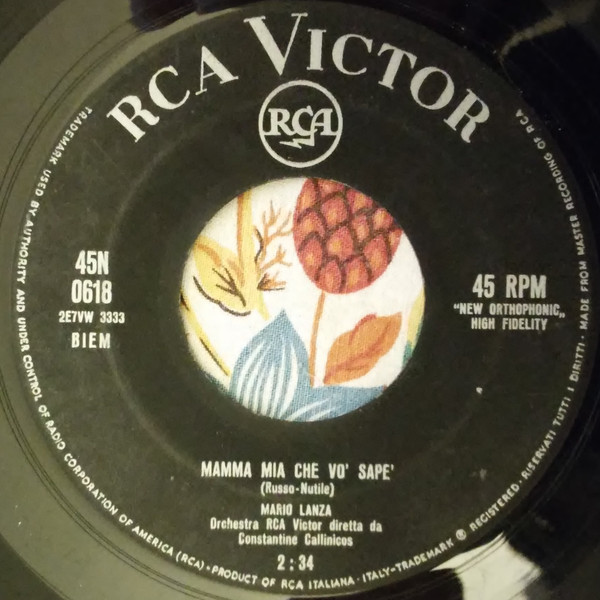 RCA VICTOR
RCA
45N
0618
2E7VW 3333
BIEM
45 RPM
"NEW ORTHOPHONIC„
HIGH FIDELITY
MAMMA MIA CHE VO' SAPE'
(Russo-Nutile)
MARIO LANZA
Orchestra RCA Victor diretta da
Constantine Callinicos
2:34
TRADEMARK USED BY AUTHORITY AND UNDER CONTROL OF RADIO CORPORATION OF AMERICA (RCA) · PRODUCT OF RCA ITALIANA · ITALY-TRADEMARK ® REGISTERED · RISERVATI TUTTI I DIRITTI · MADE FROM MASTER RECORDING OF RCA